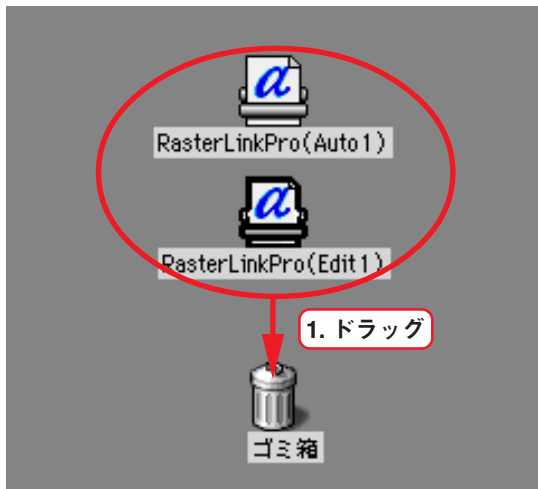 RasterLinkPro(Auto1)
RasterLinkPro(Edit1)
1. ドラッグ
ゴミ箱